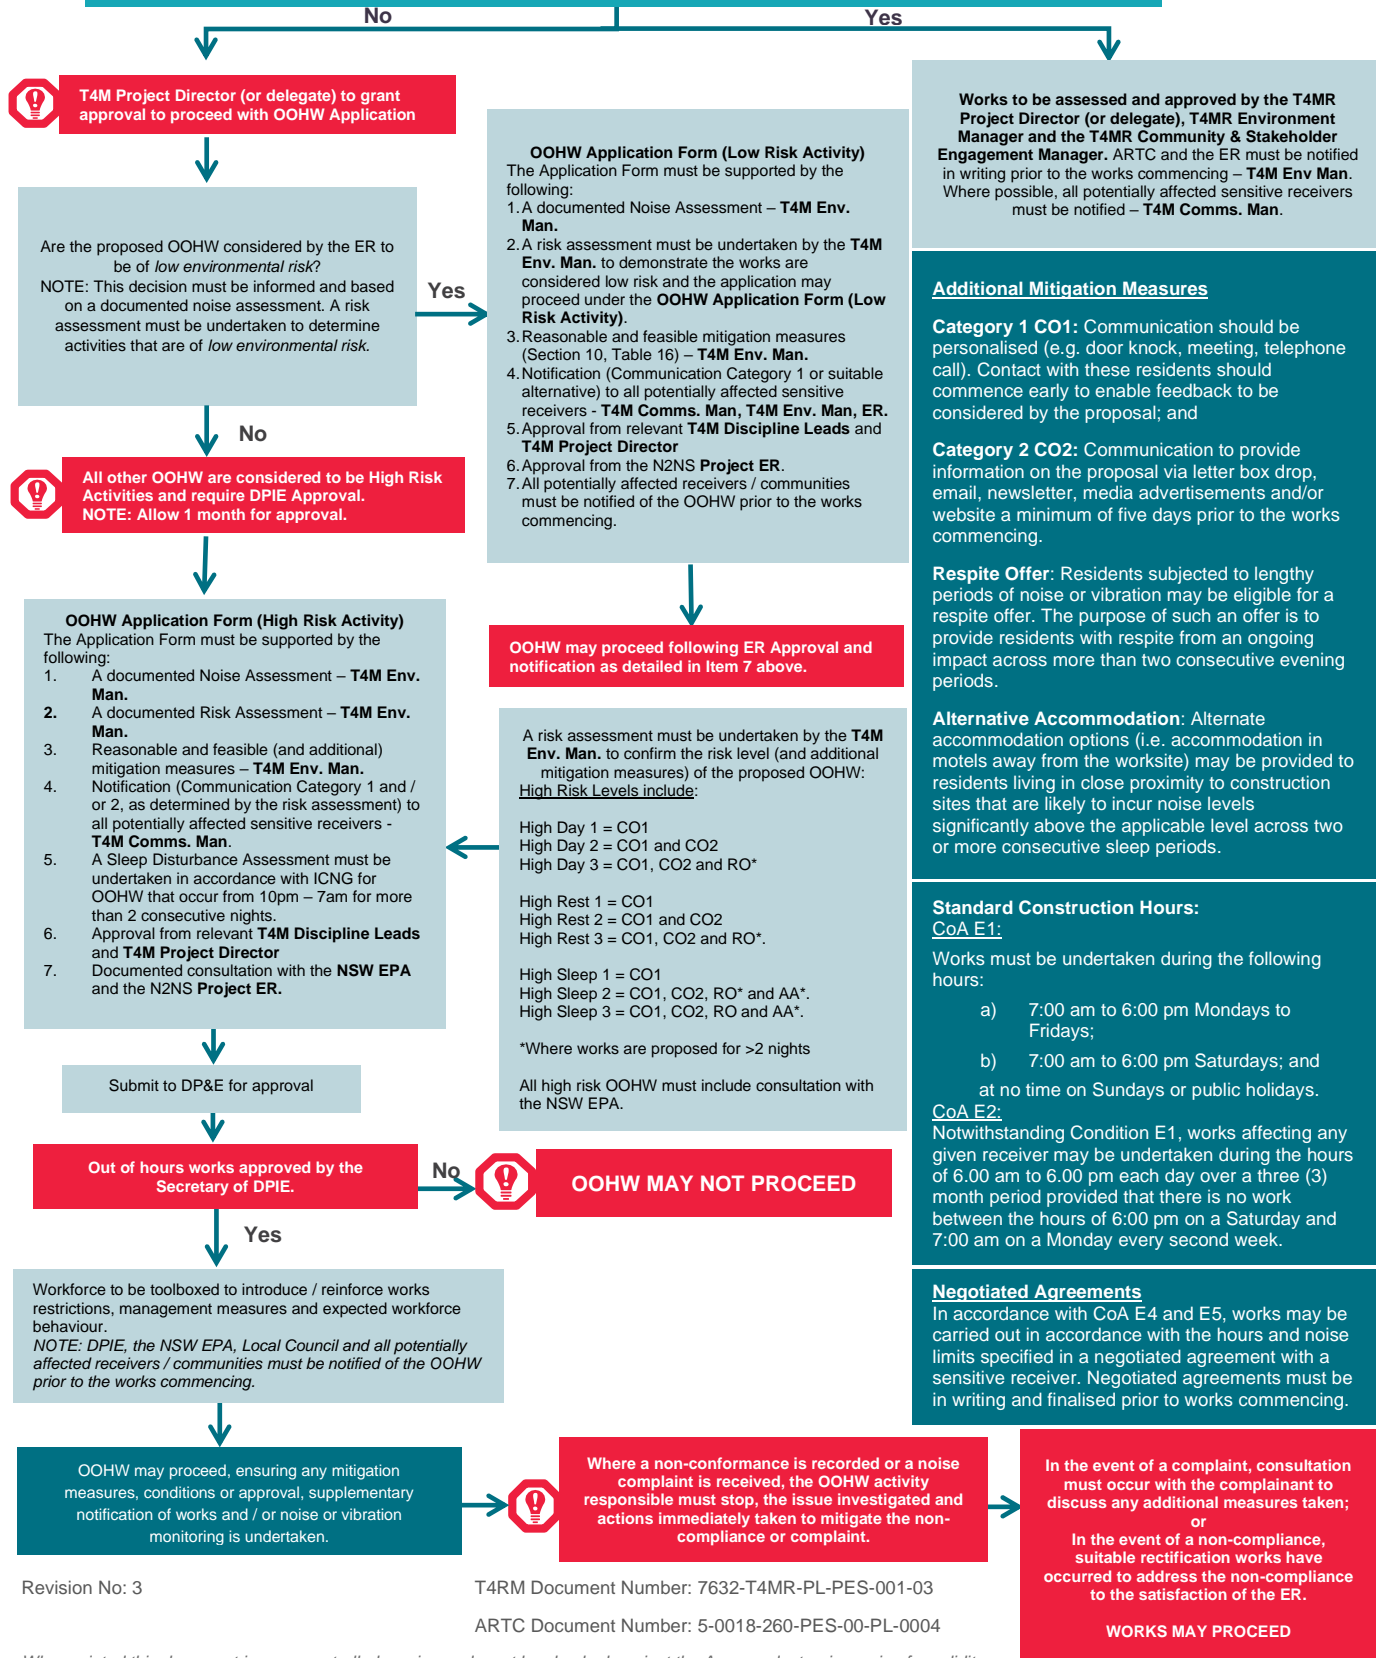 No
Yes
T4M Project Director (or delegate) to grant
approval to proceed with OOHW Application
Are the proposed OOHW considered by the ER to
be of low environmental risk?
NOTE: This decision must be informed and based
on a documented noise assessment. A risk
assessment must be undertaken to determine
activities that are of low environmental risk.
Yes
No
All other OOHW are considered to be High Risk
Activities and require DPIE Approval.
NOTE: Allow 1 month for approval.
OOHW Application Form (Low Risk Activity)
The Application Form must be supported by the
following:
1. A documented Noise Assessment – T4M Env.
Man.
2. A risk assessment must be undertaken by the T4M
Env. Man. to demonstrate the works are
considered low risk and the application may
proceed under the OOHW Application Form (Low
Risk Activity).
3. Reasonable and feasible mitigation measures
(Section 10, Table 16) – T4M Env. Man.
4. Notification (Communication Category 1 or suitable
alternative) to all potentially affected sensitive
receivers - T4M Comms. Man, T4M Env. Man, ER.
5. Approval from relevant T4M Discipline Leads and
T4M Project Director
6. Approval from the N2NS Project ER.
7. All potentially affected receivers / communities
must be notified of the OOHW prior to the works
commencing.
OOHW may proceed following ER Approval and
notification as detailed in Item 7 above.
OOHW Application Form (High Risk Activity)
The Application Form must be supported by the
following:
1. A documented Noise Assessment – T4M Env.
Man.
2. A documented Risk Assessment – T4M Env.
Man.
3. Reasonable and feasible (and additional)
mitigation measures – T4M Env. Man.
4. Notification (Communication Category 1 and /
or 2, as determined by the risk assessment) to
all potentially affected sensitive receivers -
T4M Comms. Man.
5. A Sleep Disturbance Assessment must be
undertaken in accordance with ICNG for
OOHW that occur from 10pm – 7am for more
than 2 consecutive nights.
6. Approval from relevant T4M Discipline Leads
and T4M Project Director
7. Documented consultation with the NSW EPA
and the N2NS Project ER.
A risk assessment must be undertaken by the T4M
Env. Man. to confirm the risk level (and additional
mitigation measures) of the proposed OOHW:
High Risk Levels include:
High Day 1 = CO1
High Day 2 = CO1 and CO2
High Day 3 = CO1, CO2 and RO*
High Rest 1 = CO1
High Rest 2 = CO1 and CO2
High Rest 3 = CO1, CO2 and RO*.
High Sleep 1 = CO1
High Sleep 2 = CO1, CO2, RO* and AA*.
High Sleep 3 = CO1, CO2, RO and AA*.
*Where works are proposed for >2 nights
All high risk OOHW must include consultation with
the NSW EPA.
Submit to DP&E for approval
Out of hours works approved by the
Secretary of DPIE.
No
OOHW MAY NOT PROCEED
Yes
Workforce to be toolboxed to introduce / reinforce works
restrictions, management measures and expected workforce
behaviour.
NOTE: DPIE, the NSW EPA, Local Council and all potentially
affected receivers / communities must be notified of the OOHW
prior to the works commencing.
OOHW may proceed, ensuring any mitigation
measures, conditions or approval, supplementary
notification of works and / or noise or vibration
monitoring is undertaken.
Where a non-conformance is recorded or a noise
complaint is received, the OOHW activity
responsible must stop, the issue investigated and
actions immediately taken to mitigate the non-
compliance or complaint.
In the event of a complaint, consultation
must occur with the complainant to
discuss any additional measures taken;
or
In the event of a non-compliance,
suitable rectification works have
occurred to address the non-compliance
to the satisfaction of the ER.
WORKS MAY PROCEED
Works to be assessed and approved by the T4MR
Project Director (or delegate), T4MR Environment
Manager and the T4MR Community & Stakeholder
Engagement Manager. ARTC and the ER must be notified
in writing prior to the works commencing – T4M Env Man.
Where possible, all potentially affected sensitive receivers
must be notified – T4M Comms. Man.
Additional Mitigation Measures
Category 1 CO1: Communication should be
personalised (e.g. door knock, meeting, telephone
call). Contact with these residents should
commence early to enable feedback to be
considered by the proposal; and
Category 2 CO2: Communication to provide
information on the proposal via letter box drop,
email, newsletter, media advertisements and/or
website a minimum of five days prior to the works
commencing.
Respite Offer: Residents subjected to lengthy
periods of noise or vibration may be eligible for a
respite offer. The purpose of such an offer is to
provide residents with respite from an ongoing
impact across more than two consecutive evening
periods.
Alternative Accommodation: Alternate
accommodation options (i.e. accommodation in
motels away from the worksite) may be provided to
residents living in close proximity to construction
sites that are likely to incur noise levels
significantly above the applicable level across two
or more consecutive sleep periods.
Standard Construction Hours:
CoA E1:
Works must be undertaken during the following
hours:
a) 7:00 am to 6:00 pm Mondays to
Fridays;
b) 7:00 am to 6:00 pm Saturdays; and
at no time on Sundays or public holidays.
CoA E2:
Notwithstanding Condition E1, works affecting any
given receiver may be undertaken during the hours
of 6.00 am to 6.00 pm each day over a three (3)
month period provided that there is no work
between the hours of 6:00 pm on a Saturday and
7:00 am on a Monday every second week.
Negotiated Agreements
In accordance with CoA E4 and E5, works may be
carried out in accordance with the hours and noise
limits specified in a negotiated agreement with a
sensitive receiver. Negotiated agreements must be
in writing and finalised prior to works commencing.
Revision No: 3
T4RM Document Number: 7632-T4MR-PL-PES-001-03
ARTC Document Number: 5-0018-260-PES-00-PL-0004